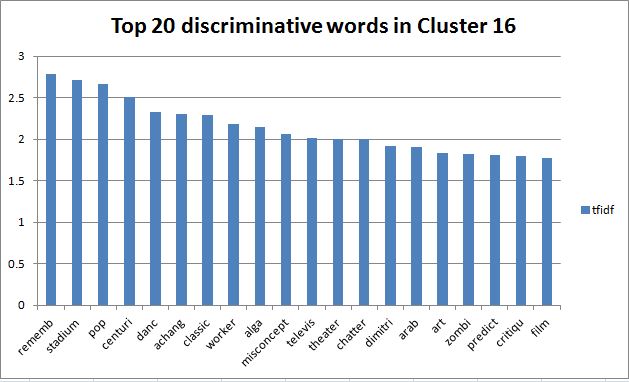 Top 20 discriminative words in Cluster 16
3
2.5
2
1.5
1
0.5
0
rememb
stadium
pop
centuri
danc
achang
classic
worker
alga
misconcept
televis
theater
chatter
dimitri
arab
art
zombi
predict
critiqu
film
tfidf